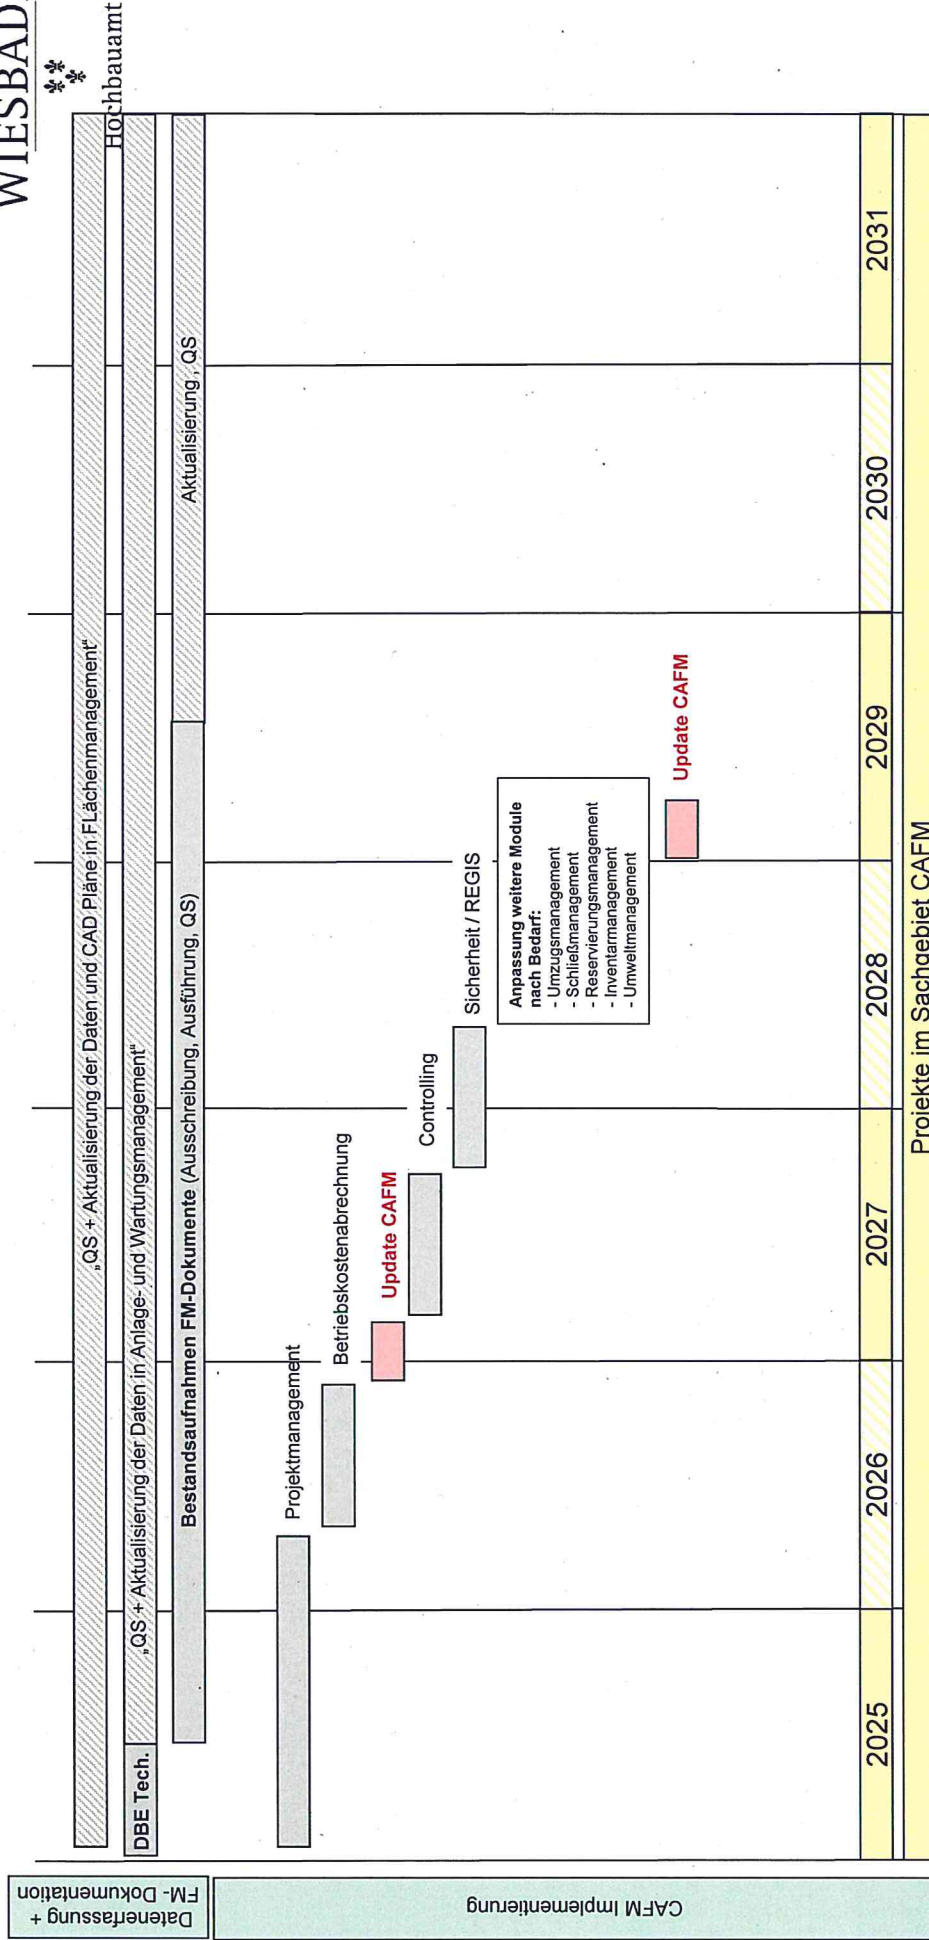 WIESBAD
Hochbauamt
Datenerfassung +
FM- Dokumentation
„QS + Aktualisierung der Daten und CAD Pläne in FLächenmanagement“
DBE Tech.
„QS + Aktualisierung der Daten in Anlage- und Wartungsmanagement“
Bestandsaufnahmen FM-Dokumente (Ausschreibung, Ausführung, QS)
Aktualisierung , QS
CAFM Implementierung
Projektmanagement
Betriebskostenabrechnung
Update CAFM
Controlling
Sicherheit / REGIS
Anpassung weitere Module
nach Bedarf:
- Umzugsmanagement
- Schließmanagement
- Reservierungsmanagement
- Inventarmanagement
- Umweltmanagement
Update CAFM
2025 2026 2027 2028 2029 2030 2031
Projekte im Sachgebiet CAFM